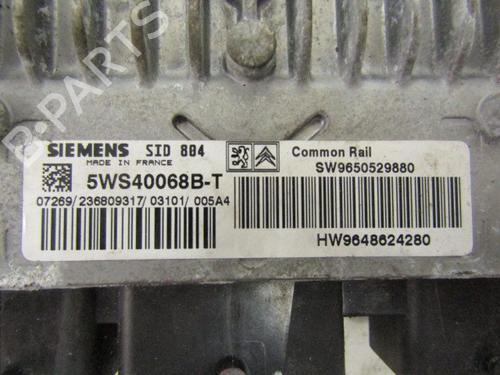 SIEMENS SID 804
MADE IN FRANCE
5WS40068B-T
07269/236809317/03101/005A4
Common Rail
SW9650529880
HW9648624280
B-PARTS